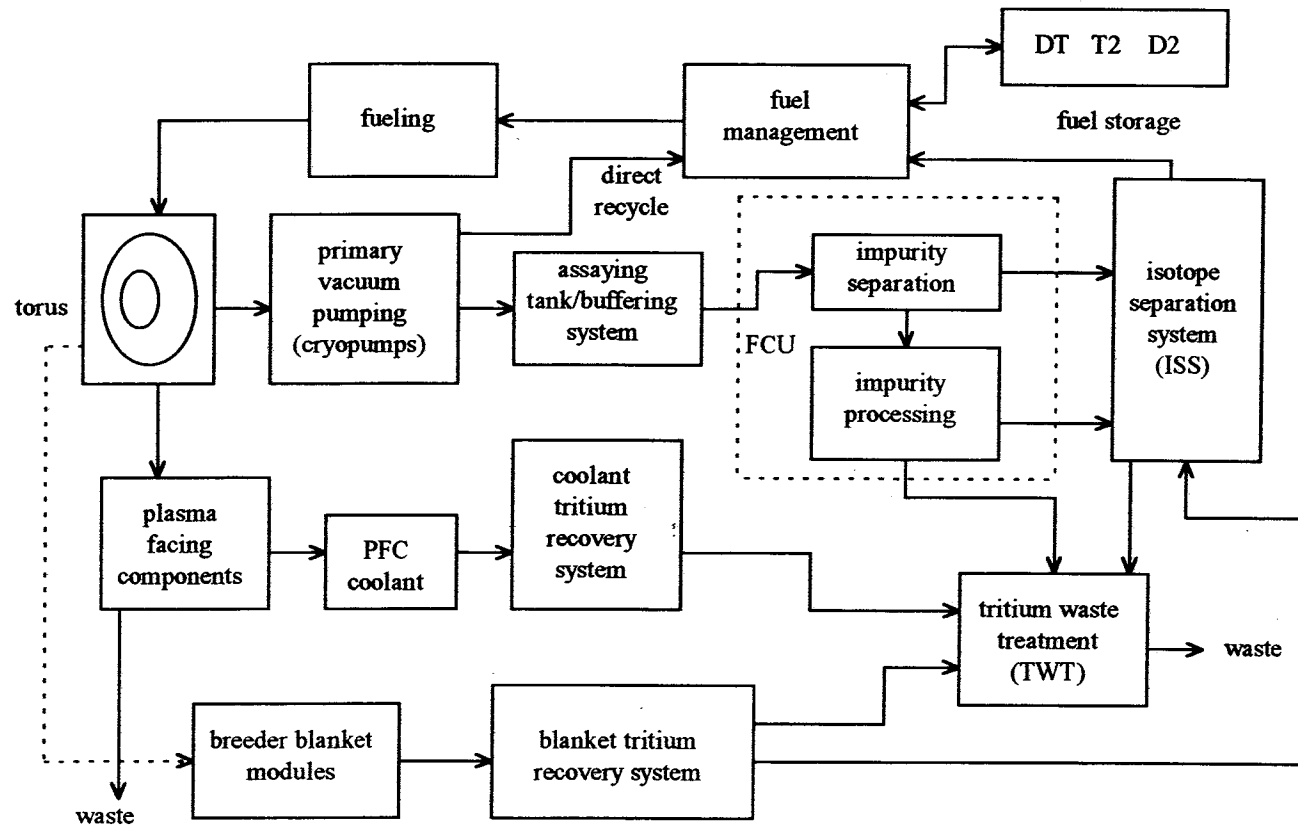 DT T2 D2
fuel storage
fueling
fuel
management
direct
recycle
torus
primary
vacuum
pumping
(cryopumps)
assaying
tank/buffering
system
FCU
impurity
separation
impurity
processing
isotope
separation
system
(ISS)
plasma
facing
components
PFC
coolant
coolant
tritium
recovery
system
tritium waste
treatment
(TWT)
waste
breeder blanket
modules
blanket tritium
recovery system
waste